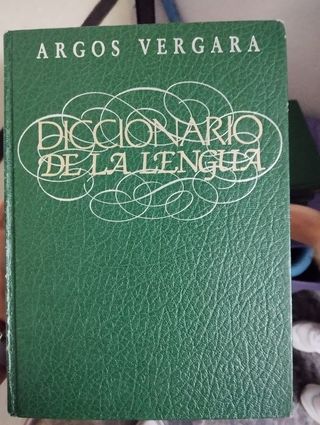 ARGOS VERGARA
DICCIONARIO
DE LA LENGUA